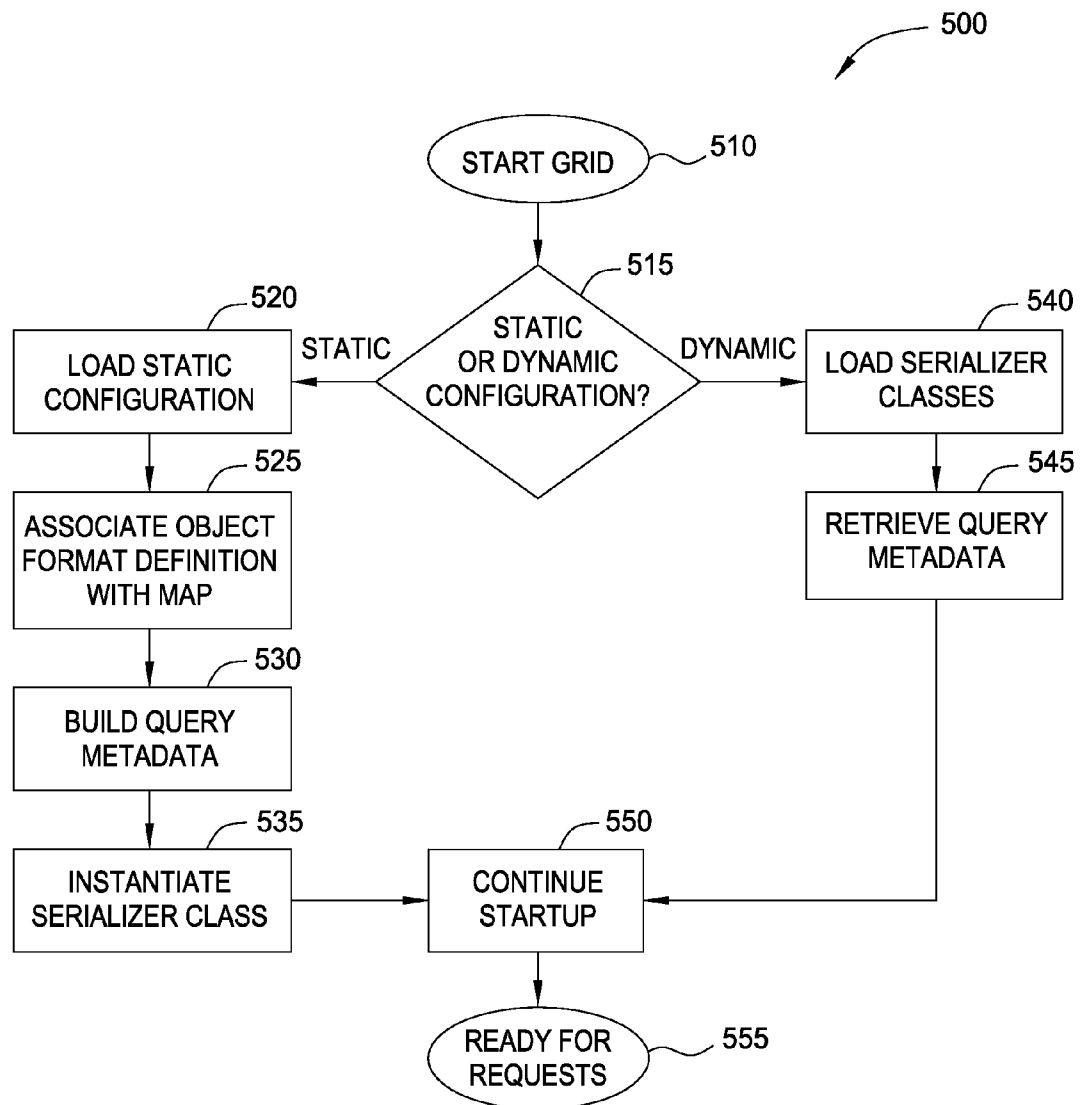 500
START GRID
510
515
STATIC
OR DYNAMIC
CONFIGURATION?
STATIC
DYNAMIC
520
LOAD STATIC
CONFIGURATION
540
LOAD SERIALIZER
CLASSES
525
ASSOCIATE OBJECT
FORMAT DEFINITION
WITH MAP
545
RETRIEVE QUERY
METADATA
530
BUILD QUERY
METADATA
535
INSTANTIATE
SERIALIZER CLASS
550
CONTINUE
STARTUP
READY FOR
REQUESTS
555